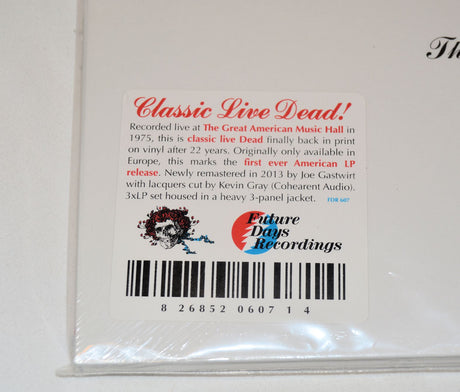 Th
Classic Live Dead!
Recorded live at The Great American Music Hall in
1975, this is classic live Dead finally back in print
on vinyl after 22 years. Originally only available in
Europe, this marks the first ever American LP
release. Newly remastered in 2013 by Joe Gastwirt
with lacquers cut by Kevin Gray (Cohearent Audio).
3xLP set housed in a heavy 3-panel jacket. FDR 607
Future
Days
Recordings
8 26852 06071 4